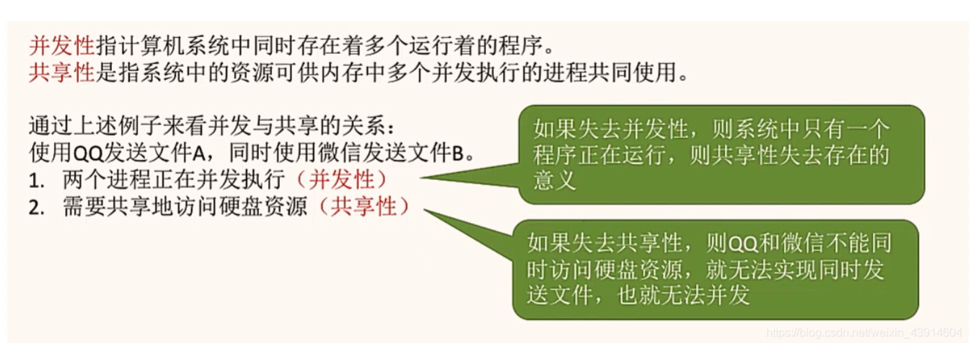 并发性指计算机系统中同时存在着多个运行着的程序。
共享性是指系统中的资源可供内存中多个并发执行的进程共同使用。
通过上述例子来看并发与共享的关系：
使用QQ发送文件A，同时使用微信发送文件B。
1. 两个进程正在并发执行（并发性）
2. 需要共享地访问硬盘资源（共享性）
如果失去并发性，则系统中只有一个
程序正在运行，则共享性失去存在的
意义
如果失去共享性，则QQ和微信不能同
时访问硬盘资源，就无法实现同时发
送文件，也就无法并发
https://blog.csdn.net/weixin_43914604